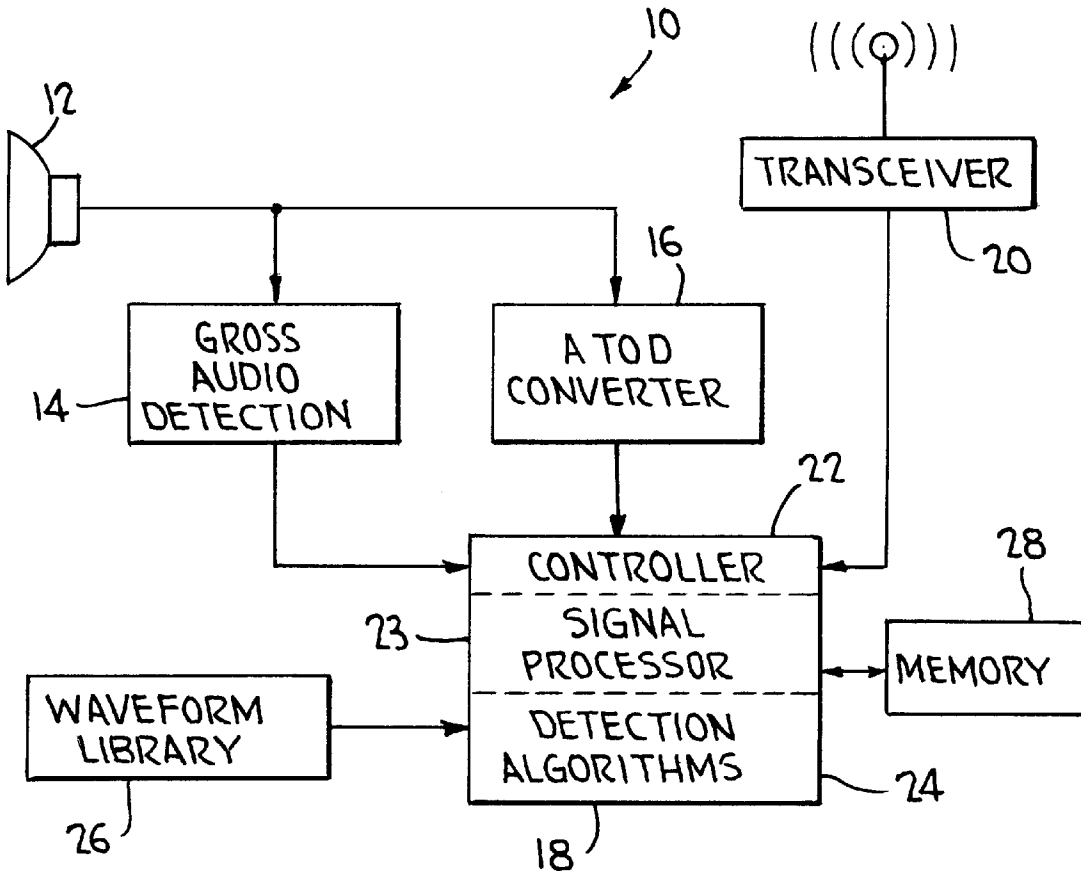 10
12
TRANSCEIVER
20
16
GROSS
AUDIO
DETECTION
14
A TO D
CONVERTER
22
CONTROLLER
28
23
SIGNAL
PROCESSOR
MEMORY
WAVEFORM
LIBRARY
DETECTION
ALGORITHMS
24
26
18